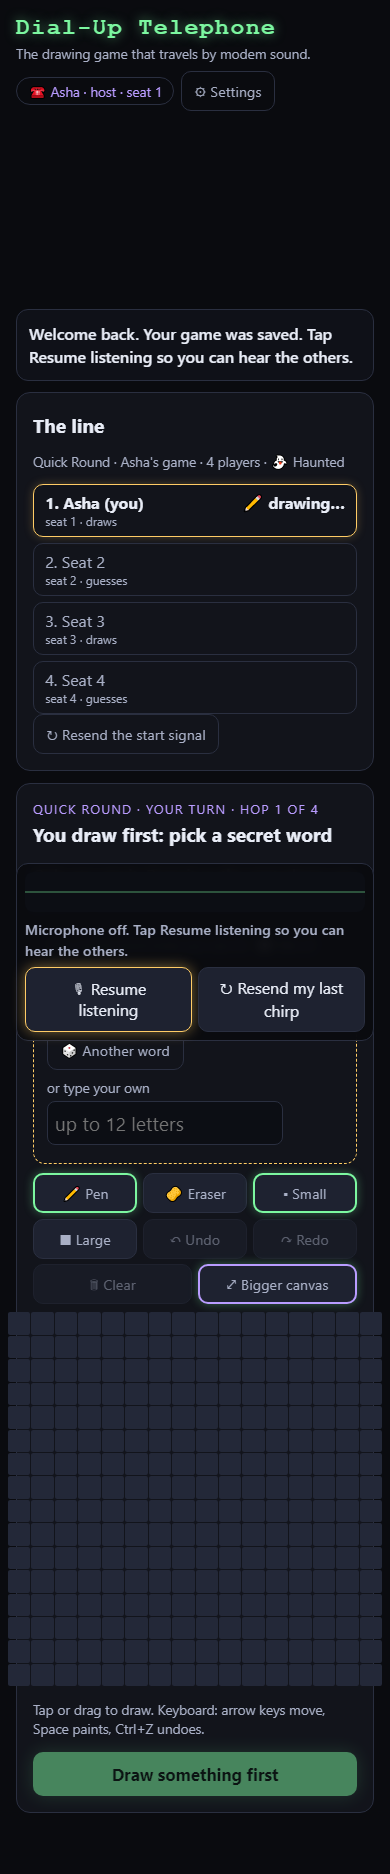 Dial-Up Telephone
The drawing game that travels by modem sound.
☎️ Asha · host · seat 1
⚙ Settings
Welcome back. Your game was saved. Tap
Resume listening so you can hear the others.
The line
Quick Round · Asha's game · 4 players · 👻 Haunted
1. Asha (you)
✏️ drawing...
seat 1 · draws
2. Seat 2
seat 2 · guesses
3. Seat 3
seat 3 · draws
4. Seat 4
seat 4 · guesses
↻ Resend the start signal
QUICK ROUND · YOUR TURN · HOP 1 OF 4
You draw first: pick a secret word
Microphone off. Tap Resume listening so you can
hear the others.
🎙 Resume
listening
↻ Resend my last
chirp
🎲 Another word
or type your own
up to 12 letters
✏️ Pen
Eraser
▪ Small
■ Large
↶ Undo
↷ Redo
🗑 Clear
⤢ Bigger canvas
Tap or drag to draw. Keyboard: arrow keys move,
Space paints, Ctrl+Z undoes.
Draw something first